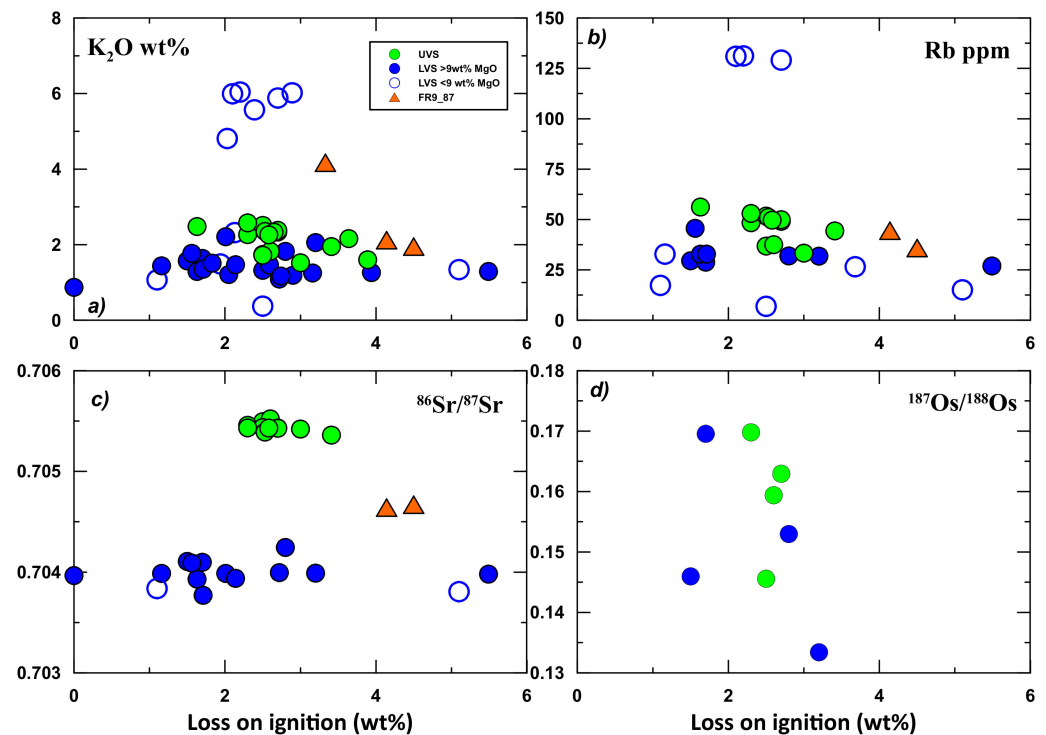 K₂O wt%
UVS
LVS >9wt% MgO
LVS <9 wt% MgO
FR9_87
a)
8
6
4
2
0
0 2 4 6
b)
Rb ppm
150
125
100
75
50
25
0
0 2 4 6
c)
⁸⁶Sr/⁸⁷Sr
0.706
0.705
0.704
0.703
0 2 4 6
Loss on ignition (wt%)
d)
¹⁸⁷Os/¹⁸⁸Os
0.18
0.17
0.16
0.15
0.14
0.13
0 2 4 6
Loss on ignition (wt%)